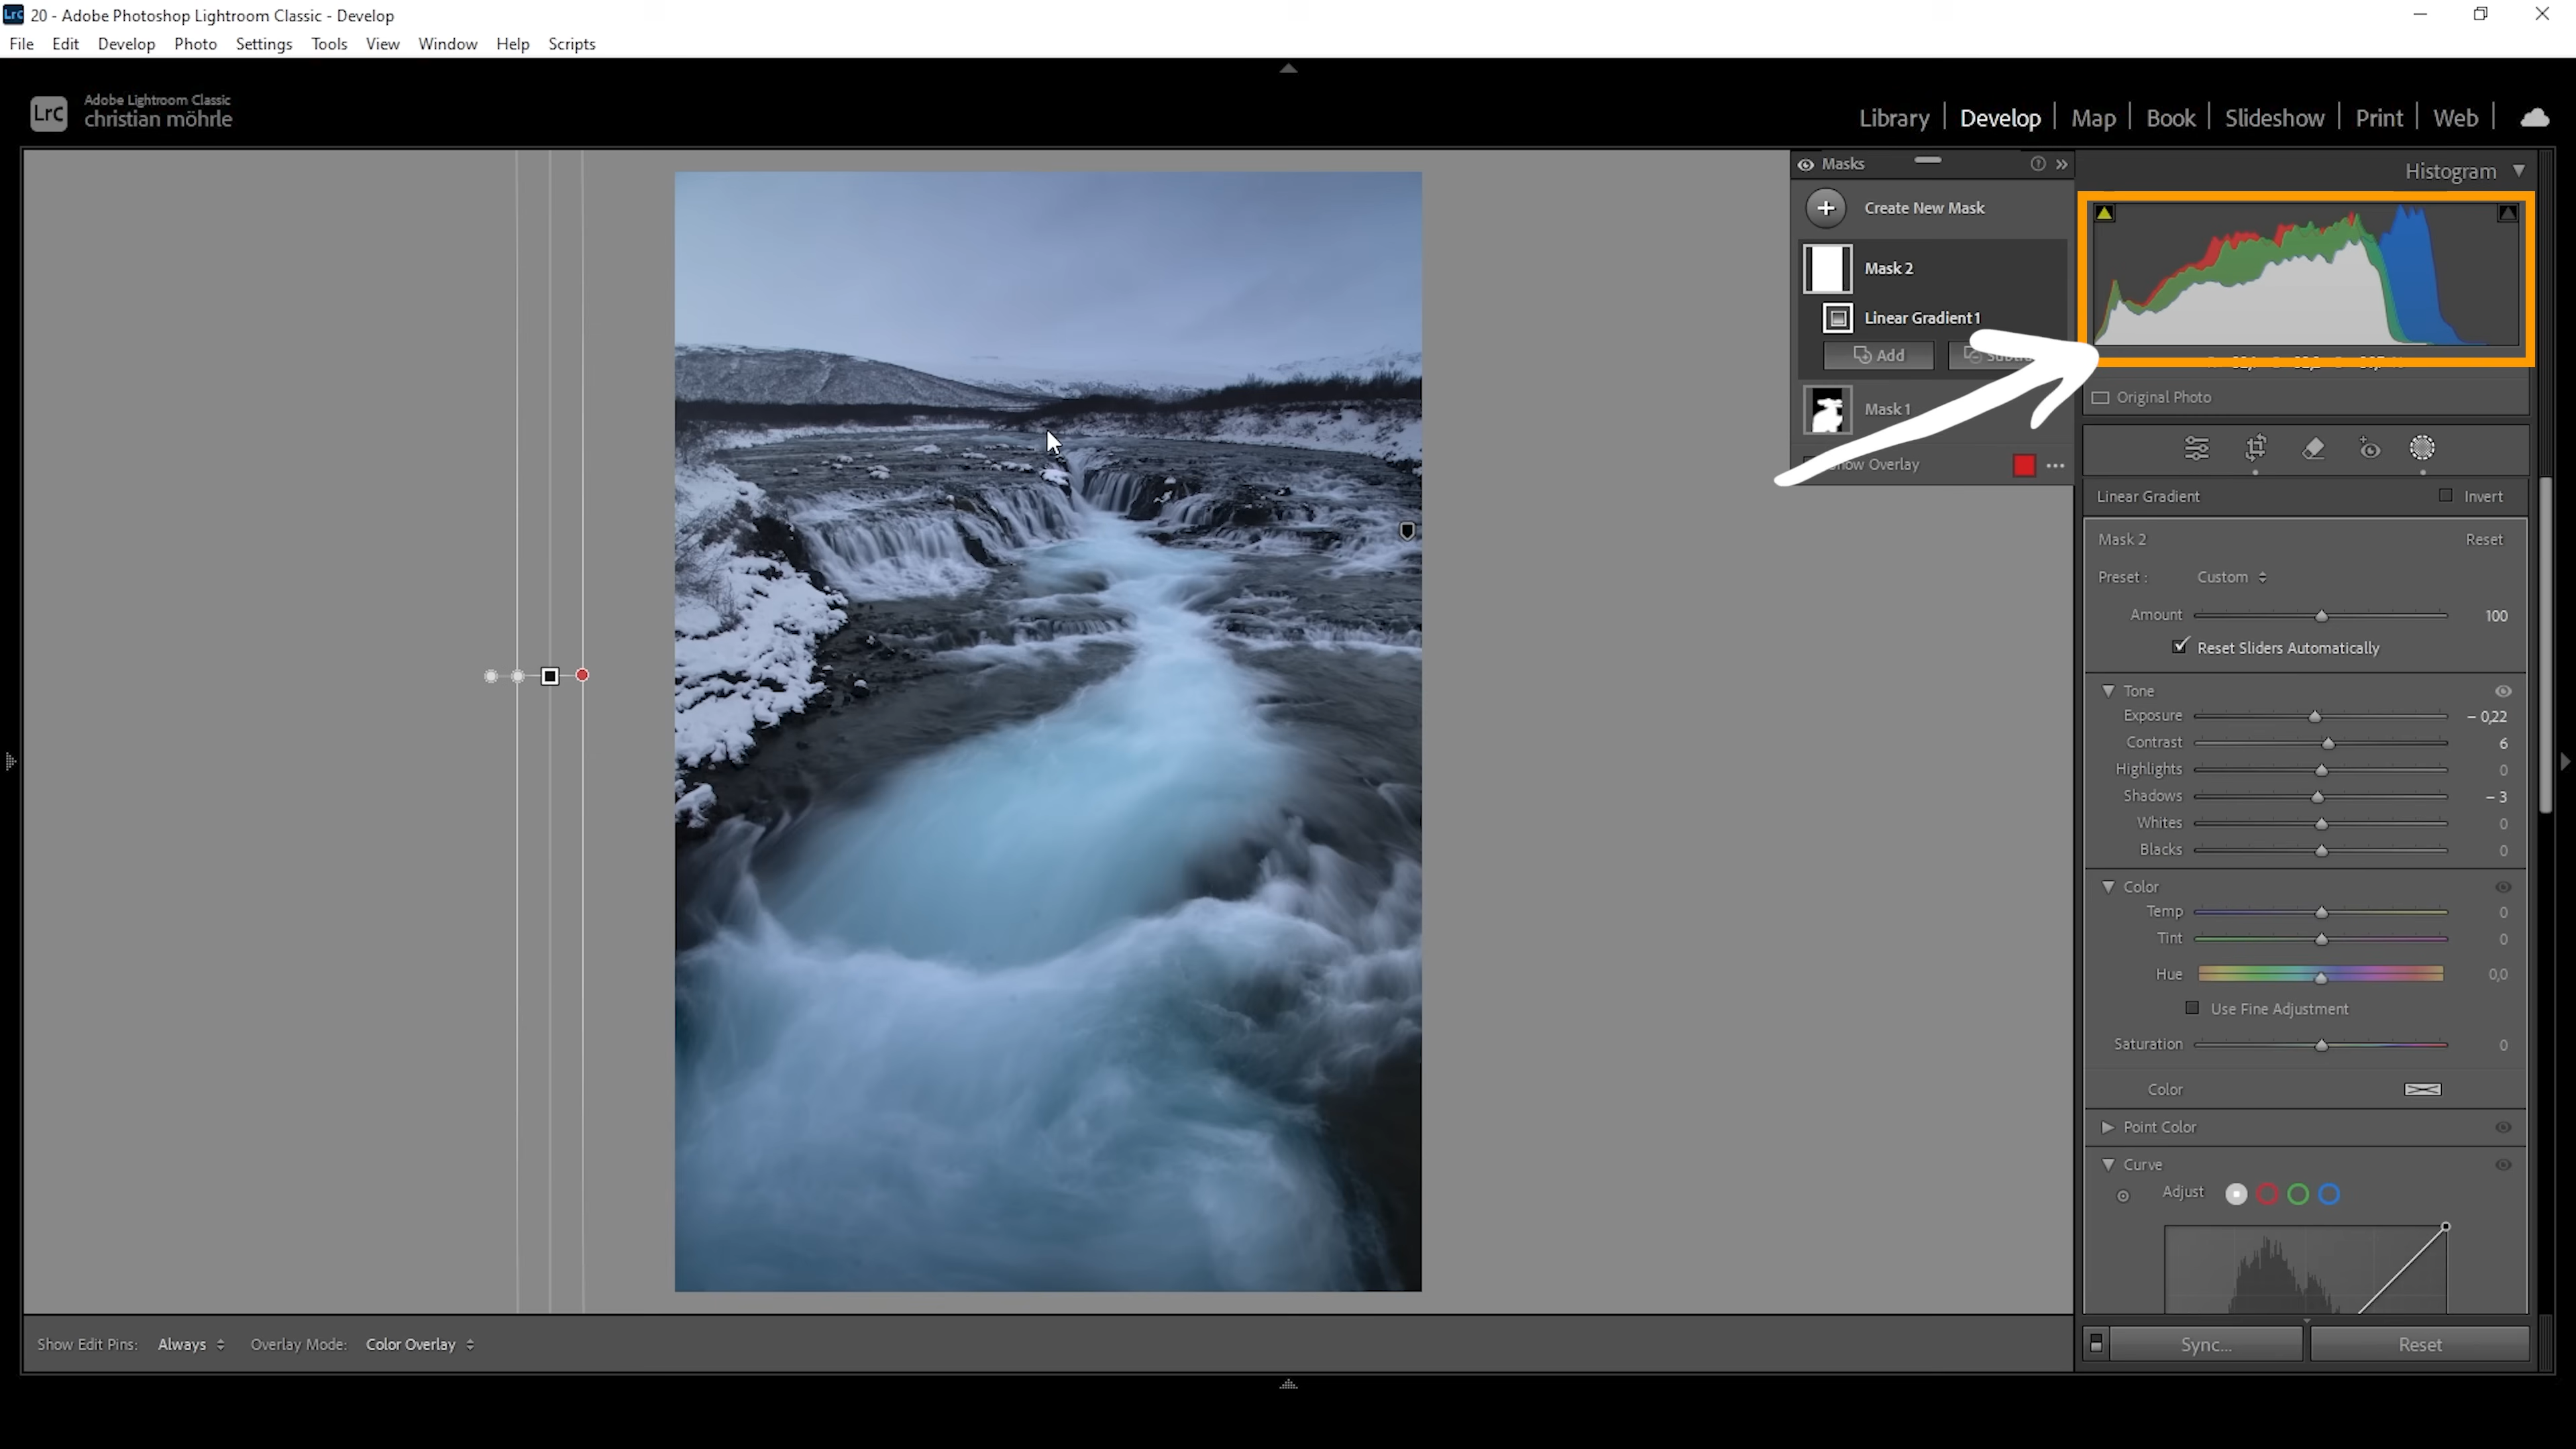 Lrc 20 - Adobe Photoshop Lightroom Classic - Develop
File Edit Develop Photo Settings Tools View Window Help Scripts
Lrc Adobe Lightroom Classic
christian möhrle
Library | Develop | Map | Book | Slideshow | Print | Web |
Masks
Histogram
Create New Mask
Mask 2
Linear Gradient 1
Add
Mask 1
Original Photo
Overlay
Linear Gradient Invert
Mask 2 Reset
Preset : Custom
Amount 100
Reset Sliders Automatically
Tone
Exposure – 0,22
Contrast 6
Highlights 0
Shadows – 3
Whites 0
Blacks 0
Color
Temp 0
Tint 0
Hue 0,0
Use Fine Adjustment
Saturation 0
Color
Point Color
Curve
Adjust
Show Edit Pins: Always Overlay Mode: Color Overlay
Sync... Reset